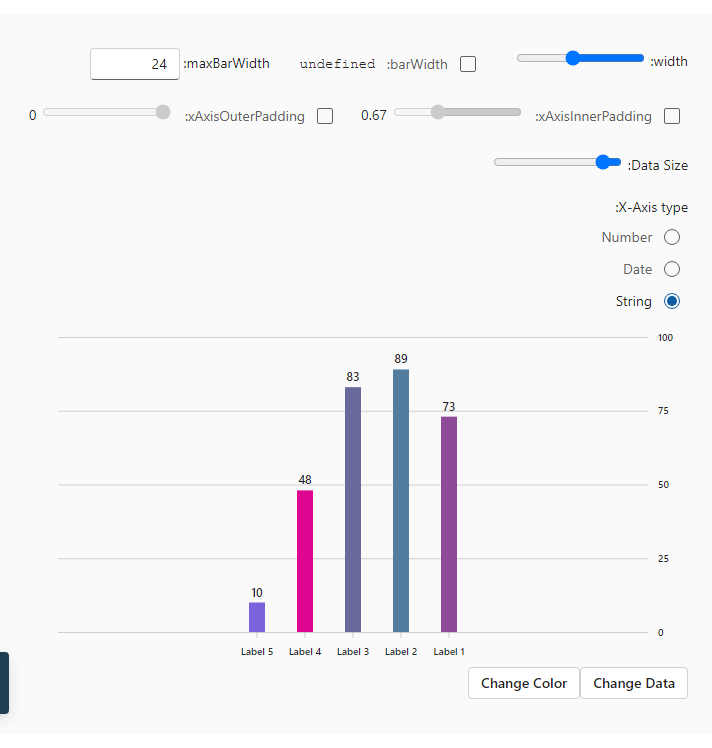 :width
:barWidth undefined
:maxBarWidth 24
:xAxisInnerPadding 0.67
:xAxisOuterPadding 0
:Data Size
:X-Axis type
Number
Date
String
100
75
50
25
0
73
89
83
48
10
Label 1
Label 2
Label 3
Label 4
Label 5
Change Data
Change Color